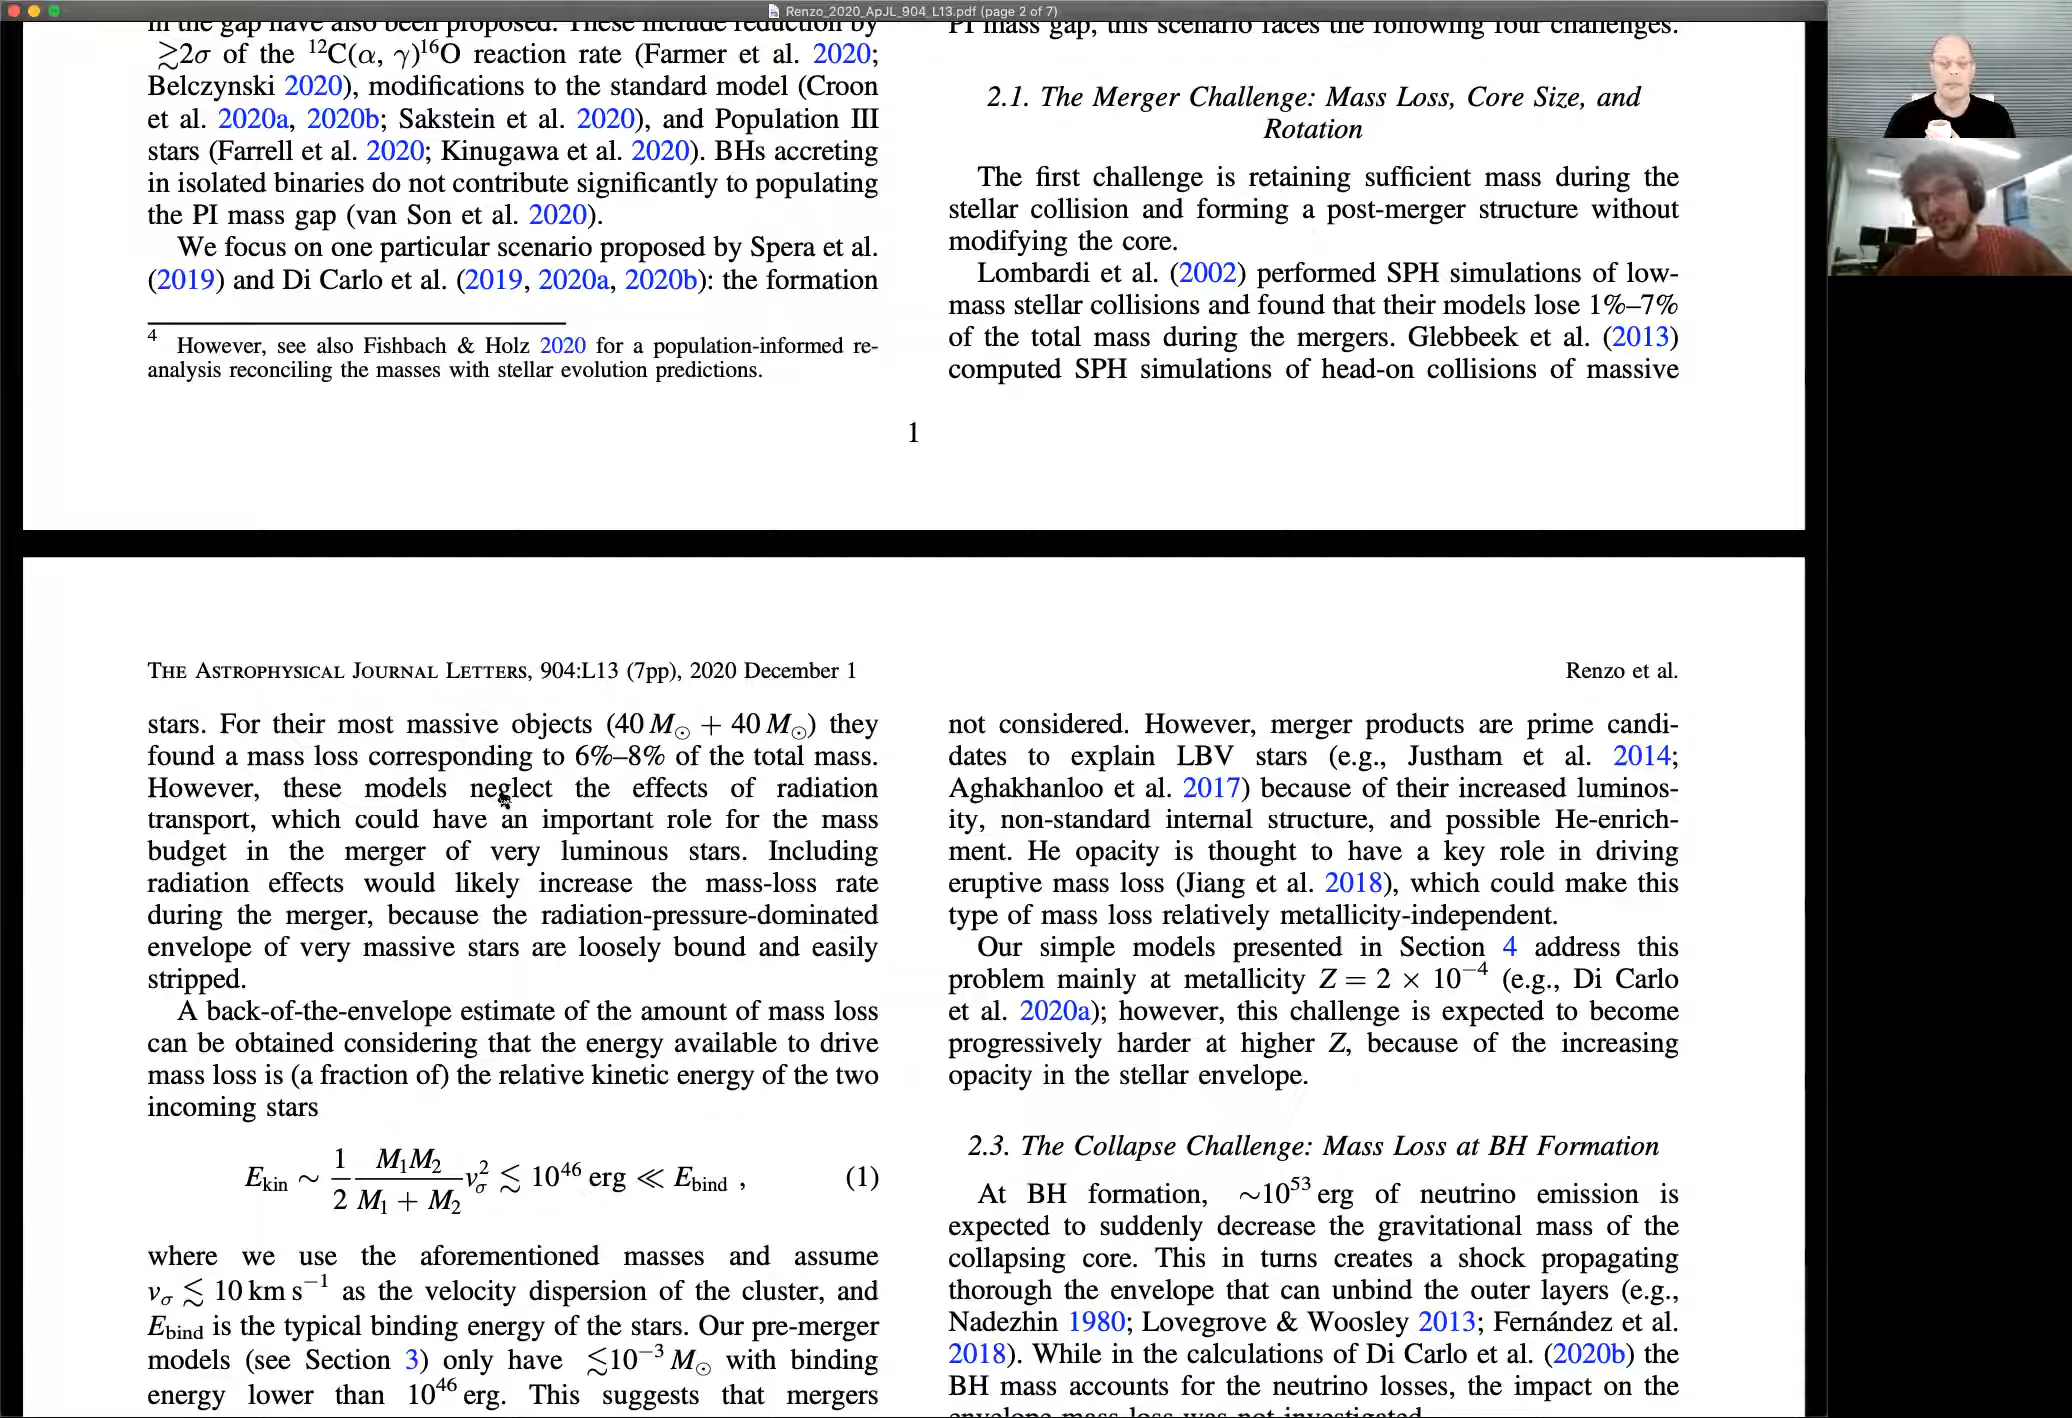 Renzo_2020_ApJL_904_L13.pdf (page 2 of 7)
in the gap have also been proposed. These include reduction by
≳2σ of the ¹²C(α, γ)¹⁶O reaction rate (Farmer et al. 2020;
Belczynski 2020), modifications to the standard model (Croon
et al. 2020a, 2020b; Sakstein et al. 2020), and Population III
stars (Farrell et al. 2020; Kinugawa et al. 2020). BHs accreting
in isolated binaries do not contribute significantly to populating
the PI mass gap (van Son et al. 2020).
We focus on one particular scenario proposed by Spera et al.
(2019) and Di Carlo et al. (2019, 2020a, 2020b): the formation
4 However, see also Fishbach & Holz 2020 for a population-informed re-
analysis reconciling the masses with stellar evolution predictions.
PI mass gap, this scenario faces the following four challenges.
2.1. The Merger Challenge: Mass Loss, Core Size, and
Rotation
The first challenge is retaining sufficient mass during the
stellar collision and forming a post-merger structure without
modifying the core.
Lombardi et al. (2002) performed SPH simulations of low-
mass stellar collisions and found that their models lose 1%–7%
of the total mass during the mergers. Glebbeek et al. (2013)
computed SPH simulations of head-on collisions of massive
1
THE ASTROPHYSICAL JOURNAL LETTERS, 904:L13 (7pp), 2020 December 1
Renzo et al.
stars. For their most massive objects (40 M⊙ + 40 M⊙) they
found a mass loss corresponding to 6%–8% of the total mass.
However, these models neglect the effects of radiation
transport, which could have an important role for the mass
budget in the merger of very luminous stars. Including
radiation effects would likely increase the mass-loss rate
during the merger, because the radiation-pressure-dominated
envelope of very massive stars are loosely bound and easily
stripped.
A back-of-the-envelope estimate of the amount of mass loss
can be obtained considering that the energy available to drive
mass loss is (a fraction of) the relative kinetic energy of the two
incoming stars
E_kin ∼ 1/2 M₁M₂/(M₁ + M₂) v_σ² ≲ 10⁴⁶ erg ≪ E_bind , (1)
where we use the aforementioned masses and assume
v_σ ≲ 10 km s⁻¹ as the velocity dispersion of the cluster, and
E_bind is the typical binding energy of the stars. Our pre-merger
models (see Section 3) only have ≲10⁻³ M⊙ with binding
energy lower than 10⁴⁶ erg. This suggests that mergers
not considered. However, merger products are prime candi-
dates to explain LBV stars (e.g., Justham et al. 2014;
Aghakhanloo et al. 2017) because of their increased luminos-
ity, non-standard internal structure, and possible He-enrich-
ment. He opacity is thought to have a key role in driving
eruptive mass loss (Jiang et al. 2018), which could make this
type of mass loss relatively metallicity-independent.
Our simple models presented in Section 4 address this
problem mainly at metallicity Z = 2 × 10⁻⁴ (e.g., Di Carlo
et al. 2020a); however, this challenge is expected to become
progressively harder at higher Z, because of the increasing
opacity in the stellar envelope.
2.3. The Collapse Challenge: Mass Loss at BH Formation
At BH formation, ∼10⁵³ erg of neutrino emission is
expected to suddenly decrease the gravitational mass of the
collapsing core. This in turns creates a shock propagating
thorough the envelope that can unbind the outer layers (e.g.,
Nadezhin 1980; Lovegrove & Woosley 2013; Fernández et al.
2018). While in the calculations of Di Carlo et al. (2020b) the
BH mass accounts for the neutrino losses, the impact on the
envelope mass loss was not investigated.